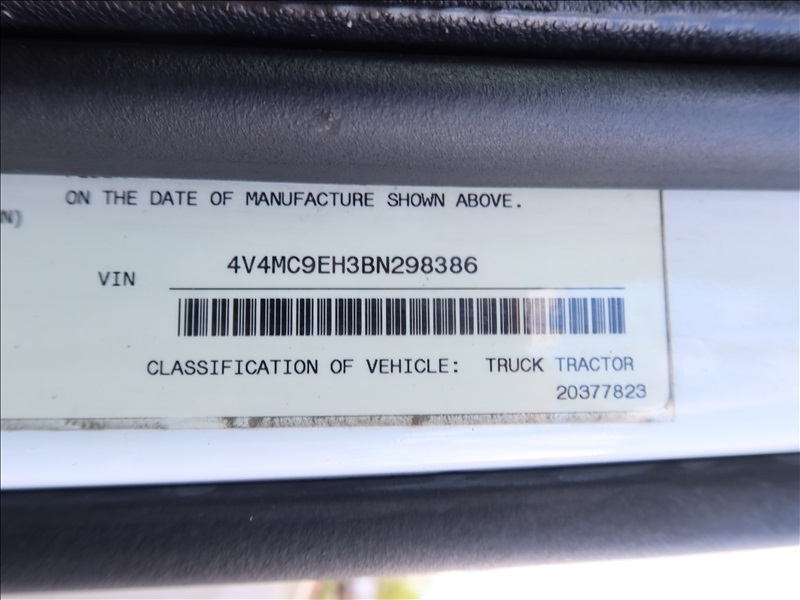 ON THE DATE OF MANUFACTURE SHOWN ABOVE.
N)
VIN 4V4MC9EH3BN298386
CLASSIFICATION OF VEHICLE: TRUCK TRACTOR
20377823